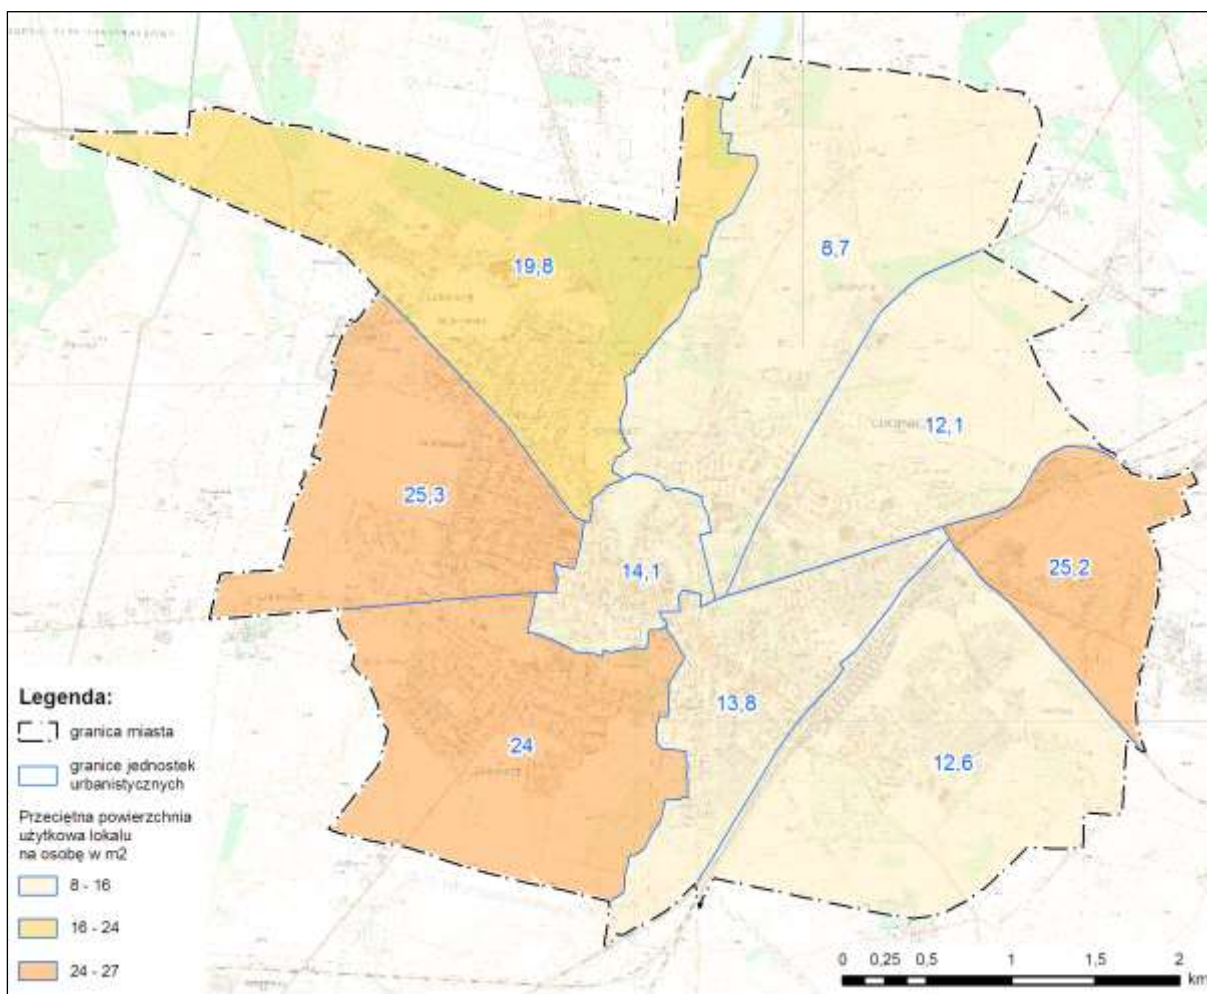 19,8
8,7
12,1
25,3
14,1
25,2
13,8
24
12,6
Legenda:
granica miasta
granice jednostek
urbanistycznych
Przeciętna powierzchnia
użytkowa lokalu
na osobę w m2
8 - 16
16 - 24
24 - 27
0 0,25 0,5 1 1,5 2
km